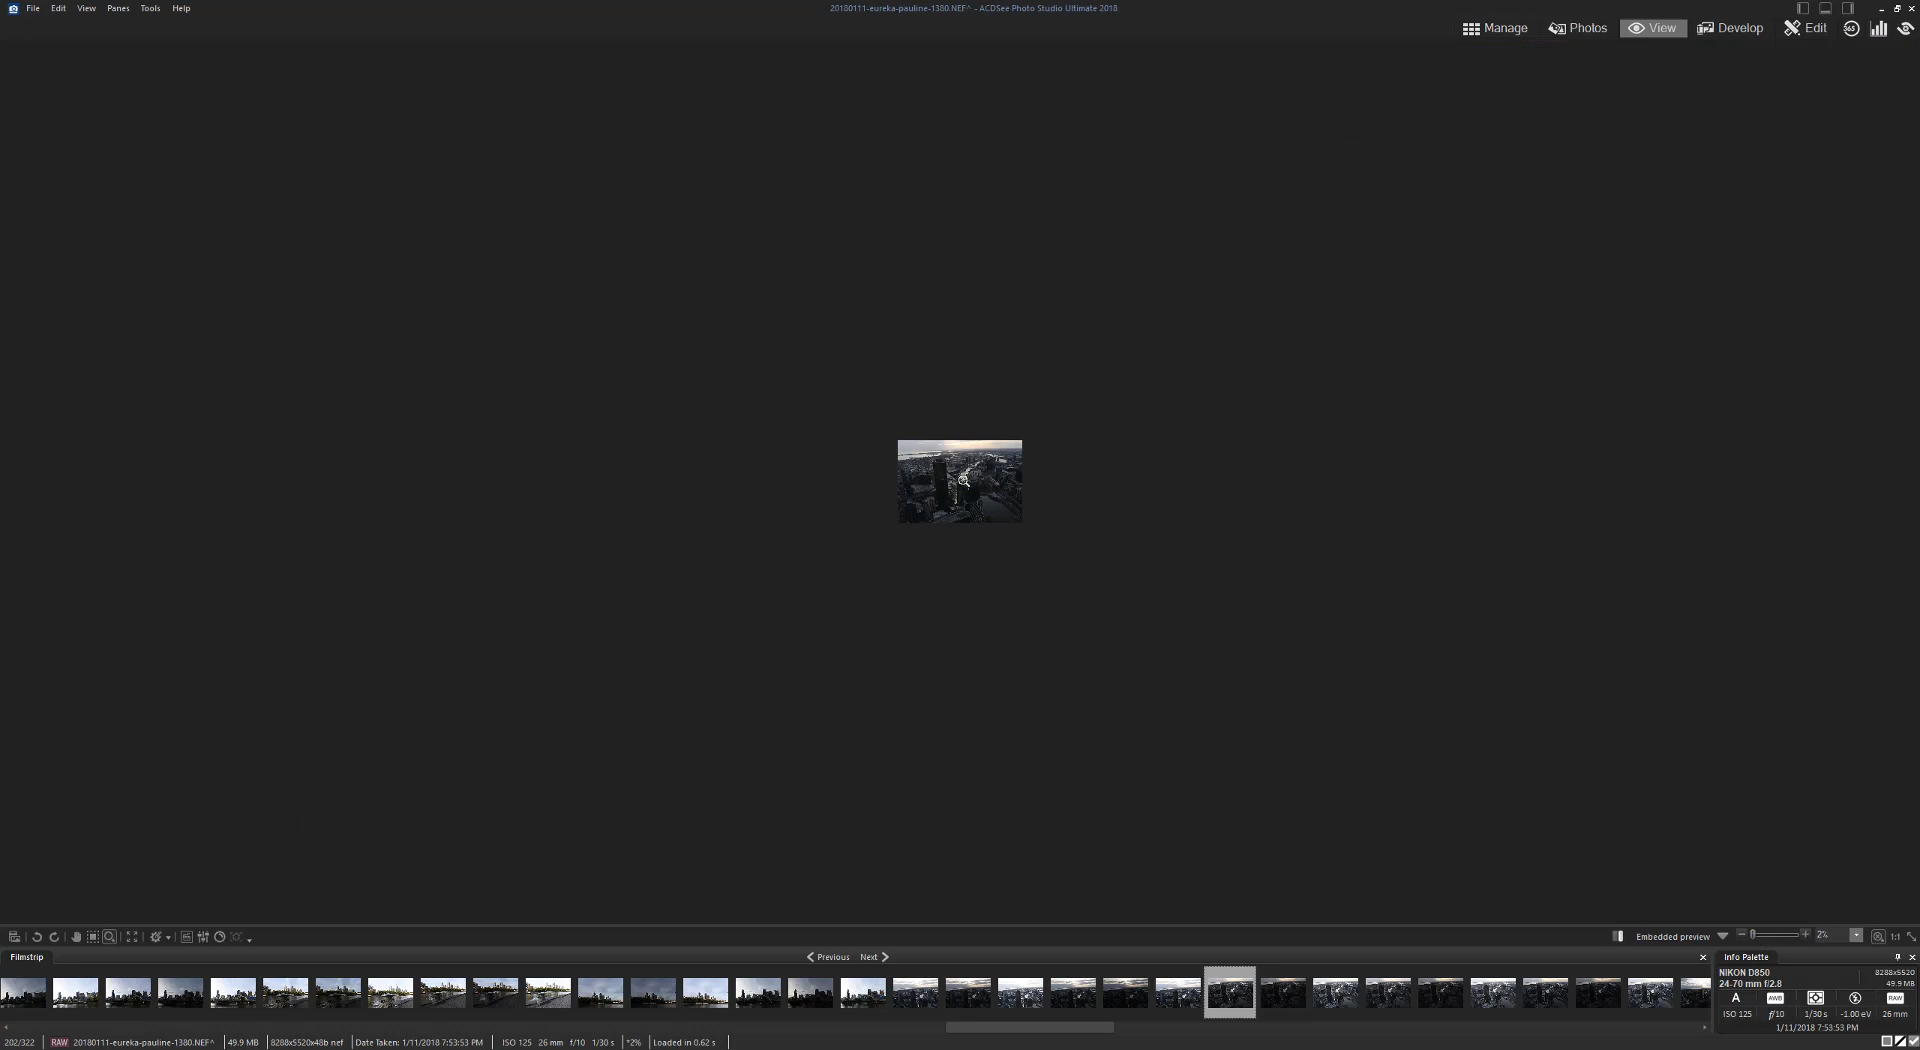 File Edit View Panes Tools Help
20180111-eureka-pauline-1380.NEF^ - ACDSee Photo Studio Ultimate 2018
Manage Photos View Develop Edit 365
Embedded preview 2% 1:1
Filmstrip Previous Next Info Palette
NIKON D850 8288x5520
24-70 mm f/2.8 49.9 MB
A AWB RAW
ISO 125 f/10 1/30 s -1.00 eV 26 mm
1/11/2018 7:53:53 PM
202/322 RAW 20180111-eureka-pauline-1380.NEF^ 49.9 MB 8288x5520x48b nef Date Taken: 1/11/2018 7:53:53 PM ISO 125 26 mm f/10 1/30 s *2% Loaded in 0.62 s